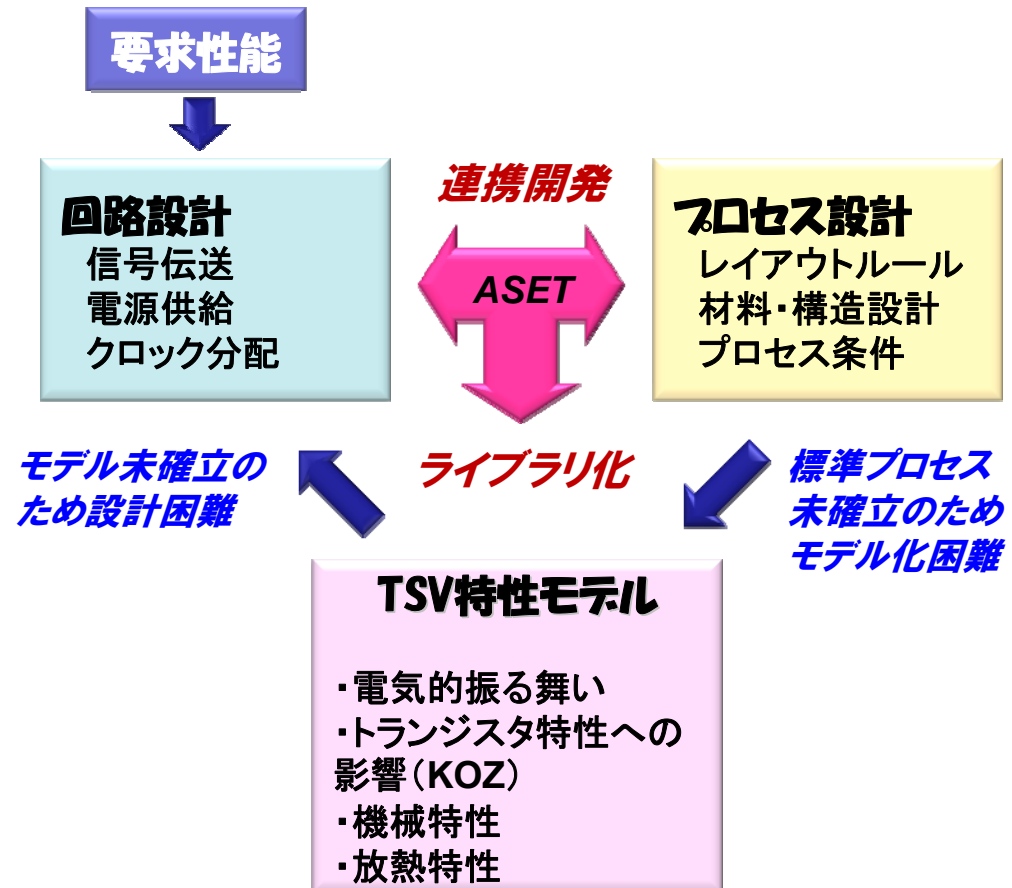 要求性能
回路設計
信号伝送
電源供給
クロック分配
連携開発
ASET
ライブラリ化
プロセス設計
レイアウトルール
材料・構造設計
プロセス条件
モデル未確立の
ため設計困難
標準プロセス
未確立のため
モデル化困難
TSV特性モデル
・電気的振る舞い
・トランジスタ特性への
影響（KOZ）
・機械特性
・放熱特性